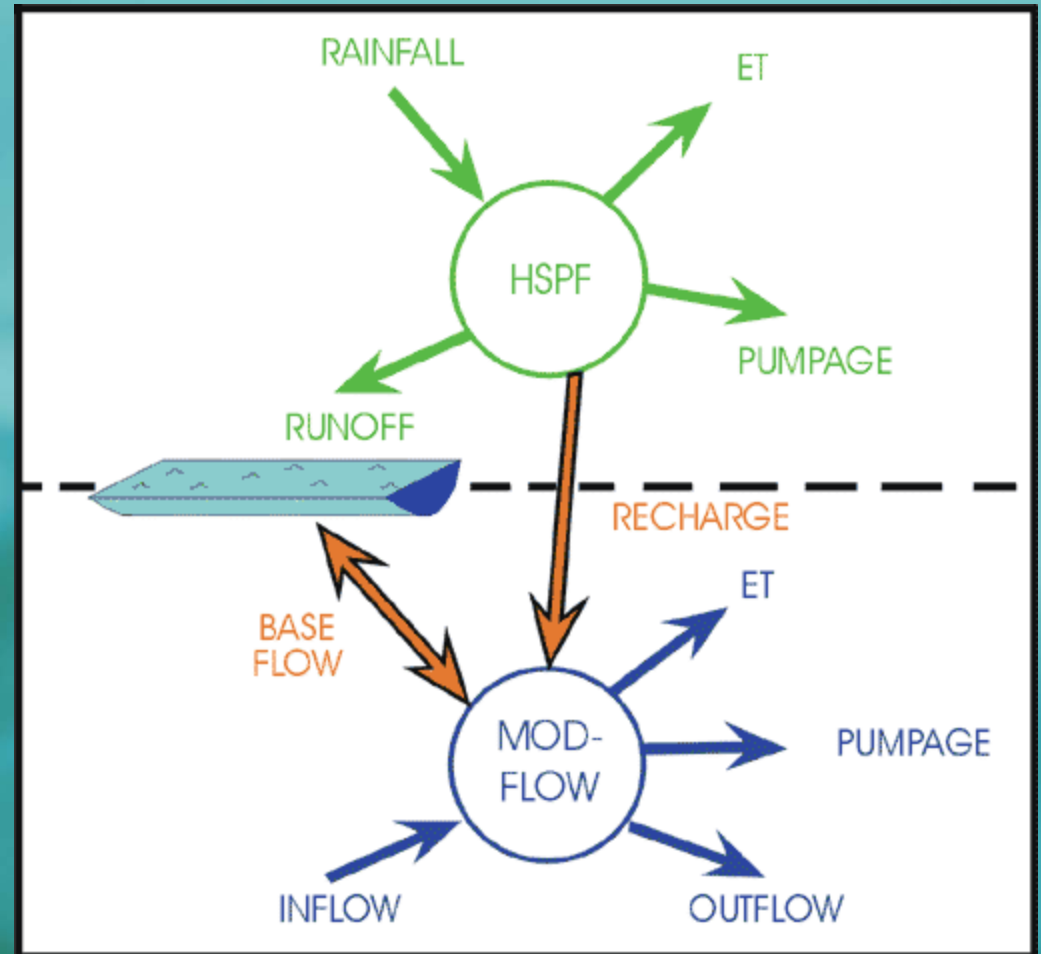 RAINFALL
ET
HSPF
PUMPAGE
RUNOFF
RECHARGE
ET
BASE
FLOW
MOD-
FLOW
PUMPAGE
INFLOW
OUTFLOW